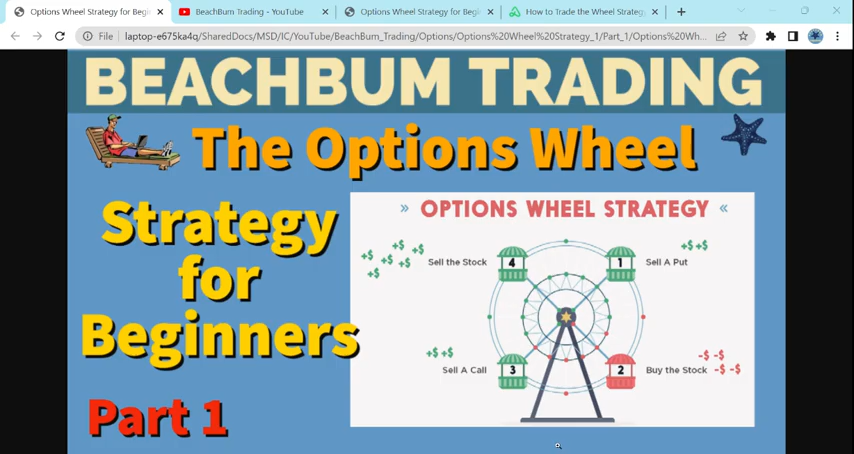 Options Wheel Strategy for Begin
BeachBum Trading - YouTube
Options Wheel Strategy for Begin
How to Trade the Wheel Strateg
File
laptop-e675ka4q/SharedDocs/MSD/IC/YouTube/BeachBum_Trading/Options/Options%20Wheel%20Strategy_1/Part_1/Options%20Wh...
BEACHBUM TRADING
The Options Wheel
Strategy
for
Beginners
Part 1
» OPTIONS WHEEL STRATEGY «
+$ +$ +$ +$ +$ +$
Sell the Stock
4
1
Sell A Put
+$ +$
+$ +$
Sell A Call
3
2
Buy the Stock
-$ -$ -$ -$